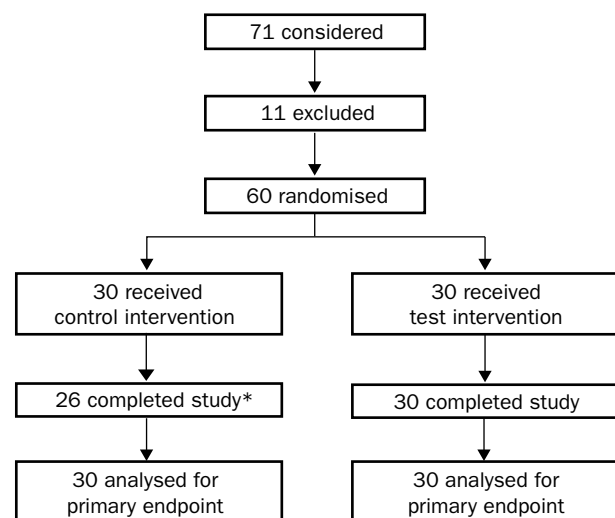 71 considered
11 excluded
60 randomised
30 received
control intervention
30 received
test intervention
26 completed study*
30 completed study
30 analysed for
primary endpoint
30 analysed for
primary endpoint